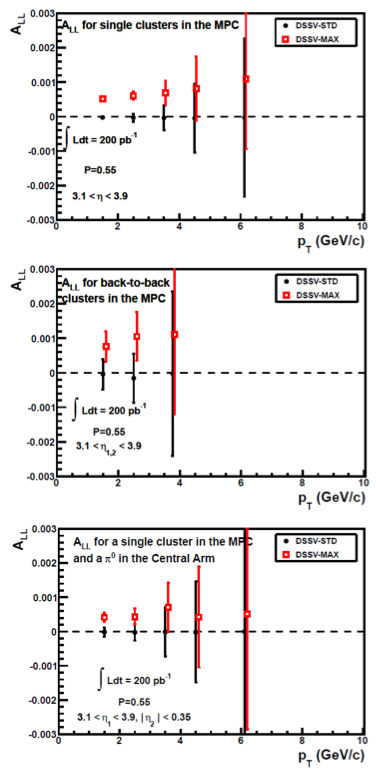 A_LL for single clusters in the MPC
DSSV-STD
DSSV-MAX
A_LL
0.003
0.002
0.001
0
-0.001
-0.002
-0.003
∫ Ldt = 200 pb⁻¹
P=0.55
3.1 < η < 3.9
0 2 4 6 8 10
p_T (GeV/c)
A_LL for back-to-back
clusters in the MPC
DSSV-STD
DSSV-MAX
A_LL
0.003
0.002
0.001
0
-0.001
-0.002
-0.003
∫ Ldt = 200 pb⁻¹
P=0.55
3.1 < η_1,2 < 3.9
0 2 4 6 8 10
p_T (GeV/c)
A_LL for a single cluster in the MPC
and a π⁰ in the Central Arm
DSSV-STD
DSSV-MAX
A_LL
0.003
0.002
0.001
0
-0.001
-0.002
-0.003
∫ Ldt = 200 pb⁻¹
P=0.55
3.1 < η_1 < 3.9, |η_2| < 0.35
0 2 4 6 8 10
p_T (GeV/c)